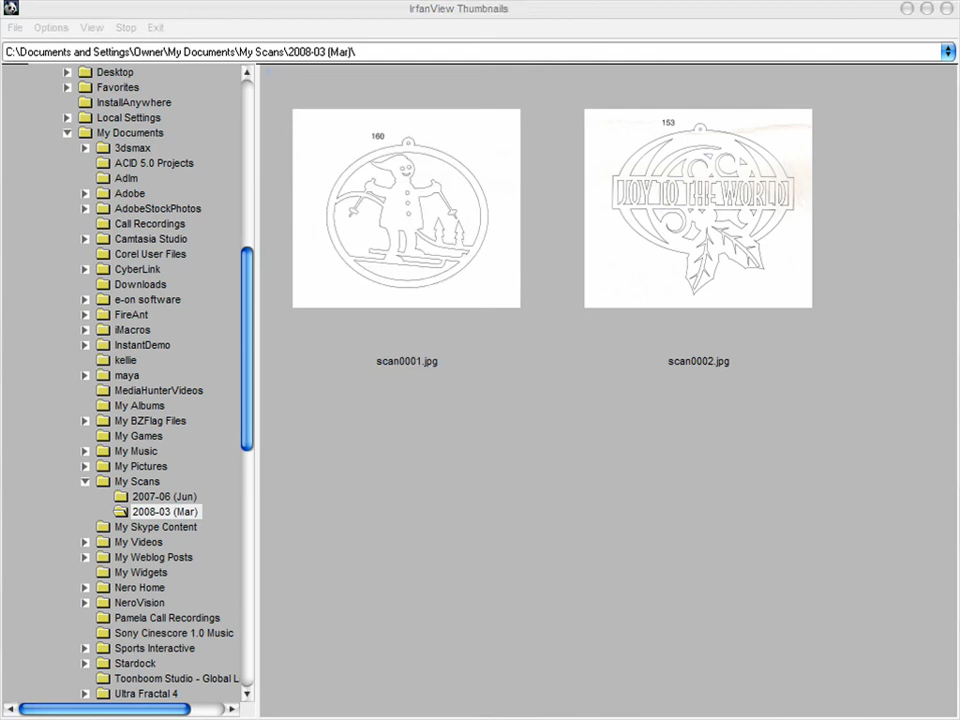 IrfanView Thumbnails
File Options View Stop Exit
C:\Documents and Settings\Owner\My Documents\My Scans\2008-03 (Mar)\
Desktop
Favorites
InstallAnywhere
Local Settings
My Documents
3dsmax
ACID 5.0 Projects
Adlm
Adobe
AdobeStockPhotos
Call Recordings
Camtasia Studio
Corel User Files
CyberLink
Downloads
e-on software
FireAnt
iMacros
InstantDemo
kellie
maya
MediaHunterVideos
My Albums
My BZFlag Files
My Games
My Music
My Pictures
My Scans
2007-06 (Jun)
2008-03 (Mar)
My Skype Content
My Videos
My Weblog Posts
My Widgets
Nero Home
NeroVision
Pamela Call Recordings
Sony Cinescore 1.0 Music
Sports Interactive
Stardock
Toonboom Studio - Global L
Ultra Fractal 4
160
scan0001.jpg
153
JOY TO THE WORLD
scan0002.jpg